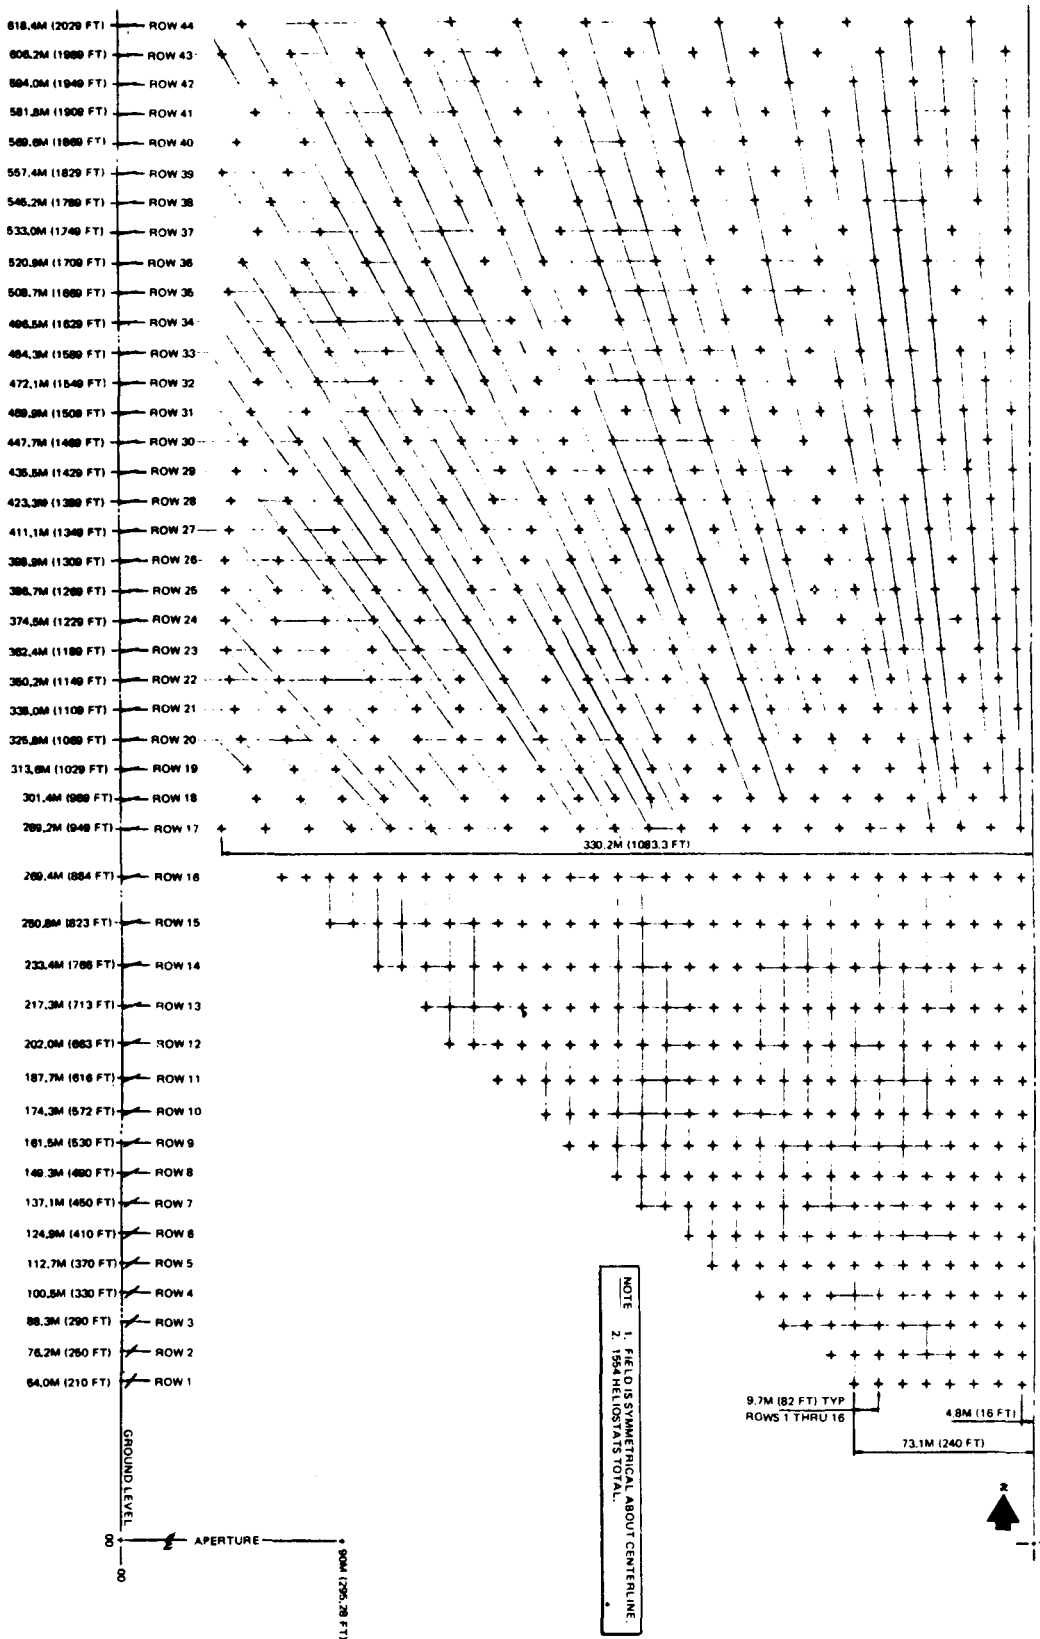 618.4M (2029 FT) ROW 44
606.2M (1989 FT) ROW 43
594.0M (1949 FT) ROW 42
581.8M (1909 FT) ROW 41
569.6M (1869 FT) ROW 40
557.4M (1829 FT) ROW 39
545.2M (1789 FT) ROW 38
533.0M (1749 FT) ROW 37
520.9M (1709 FT) ROW 36
508.7M (1669 FT) ROW 35
496.5M (1629 FT) ROW 34
484.3M (1589 FT) ROW 33
472.1M (1549 FT) ROW 32
459.9M (1509 FT) ROW 31
447.7M (1469 FT) ROW 30
435.5M (1429 FT) ROW 29
423.3M (1389 FT) ROW 28
411.1M (1349 FT) ROW 27
398.9M (1309 FT) ROW 26
386.7M (1269 FT) ROW 25
374.5M (1229 FT) ROW 24
362.4M (1189 FT) ROW 23
350.2M (1149 FT) ROW 22
338.0M (1109 FT) ROW 21
325.8M (1069 FT) ROW 20
313.6M (1029 FT) ROW 19
301.4M (989 FT) ROW 18
289.2M (949 FT) ROW 17
330.2M (1083.3 FT)
269.4M (884 FT) ROW 16
250.8M (823 FT) ROW 15
233.4M (766 FT) ROW 14
217.3M (713 FT) ROW 13
202.0M (663 FT) ROW 12
187.7M (616 FT) ROW 11
174.3M (572 FT) ROW 10
161.5M (530 FT) ROW 9
149.3M (490 FT) ROW 8
137.1M (450 FT) ROW 7
124.9M (410 FT) ROW 6
112.7M (370 FT) ROW 5
100.5M (330 FT) ROW 4
88.3M (290 FT) ROW 3
76.2M (250 FT) ROW 2
64.0M (210 FT) ROW 1
NOTE 1. FIELD IS SYMMETRICAL ABOUT CENTERLINE.
2. 1554 HELIOSTATS TOTAL.
9.7M (82 FT) TYP
ROWS 1 THRU 16
4.8M (16 FT)
73.1M (240 FT)
GROUND LEVEL
N
00
APERTURE
00
90M (295.28 FT)